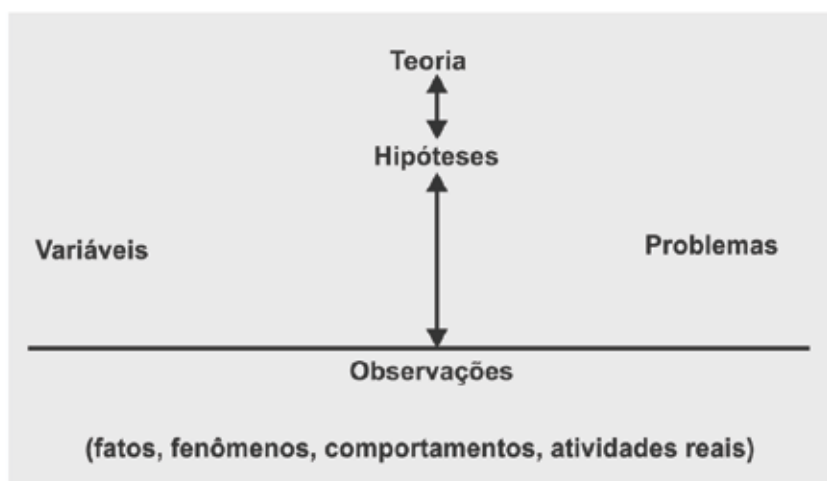 Teoria
Hipóteses
Variáveis
Problemas
Observações
(fatos, fenômenos, comportamentos, atividades reais)